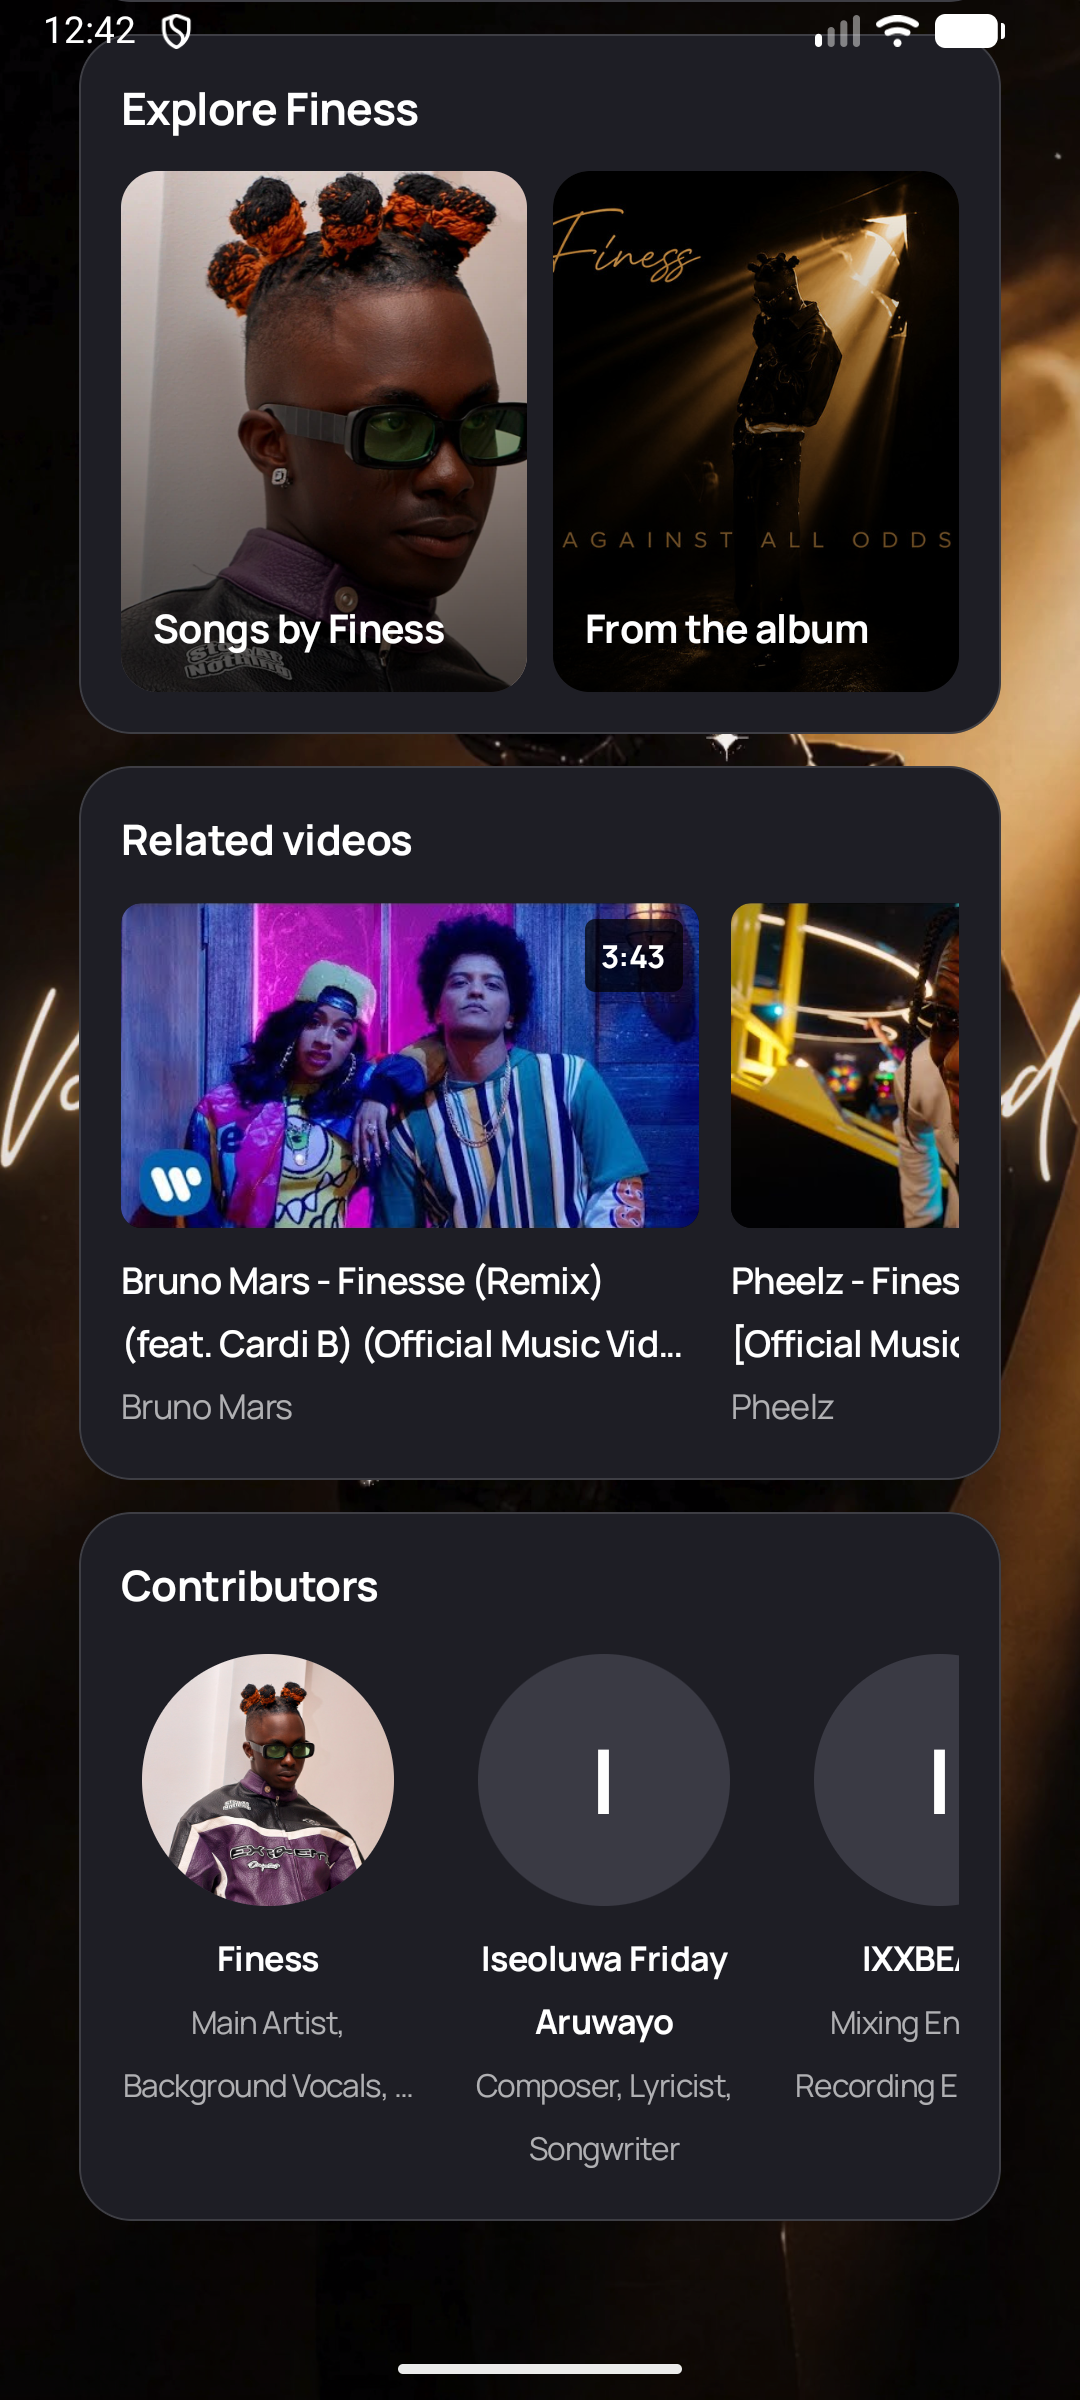 12:42
Explore Finess
Finess
AGAINST ALL ODDS
Songs by Finess
From the album
Related videos
3:43
Bruno Mars - Finesse (Remix)
(feat. Cardi B) (Official Music Vid...
Bruno Mars
Pheelz - Fines
[Official Music
Pheelz
Contributors
I
I
Finess
Main Artist,
Background Vocals, ...
Iseoluwa Friday
Aruwayo
Composer, Lyricist,
Songwriter
IXXBEA
Mixing En
Recording E